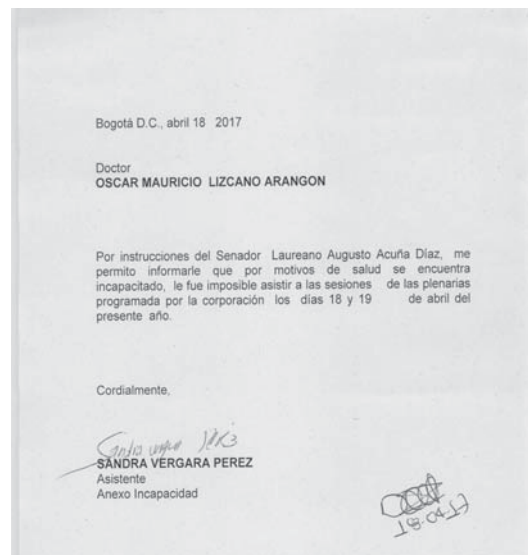 Bogotá D.C., abril 18 2017
Doctor
OSCAR MAURICIO LIZCANO ARANGON
Por instrucciones del Senador Laureano Augusto Acuña Díaz, me
permito informarle que por motivos de salud se encuentra
incapacitado, le fue imposible asistir a las sesiones de las plenarias
programada por la corporación los días 18 y 19 de abril del
presente año.
Cordialmente,
Sandra vergara
SANDRA VERGARA PEREZ
Asistente
Anexo Incapacidad
18-04-17